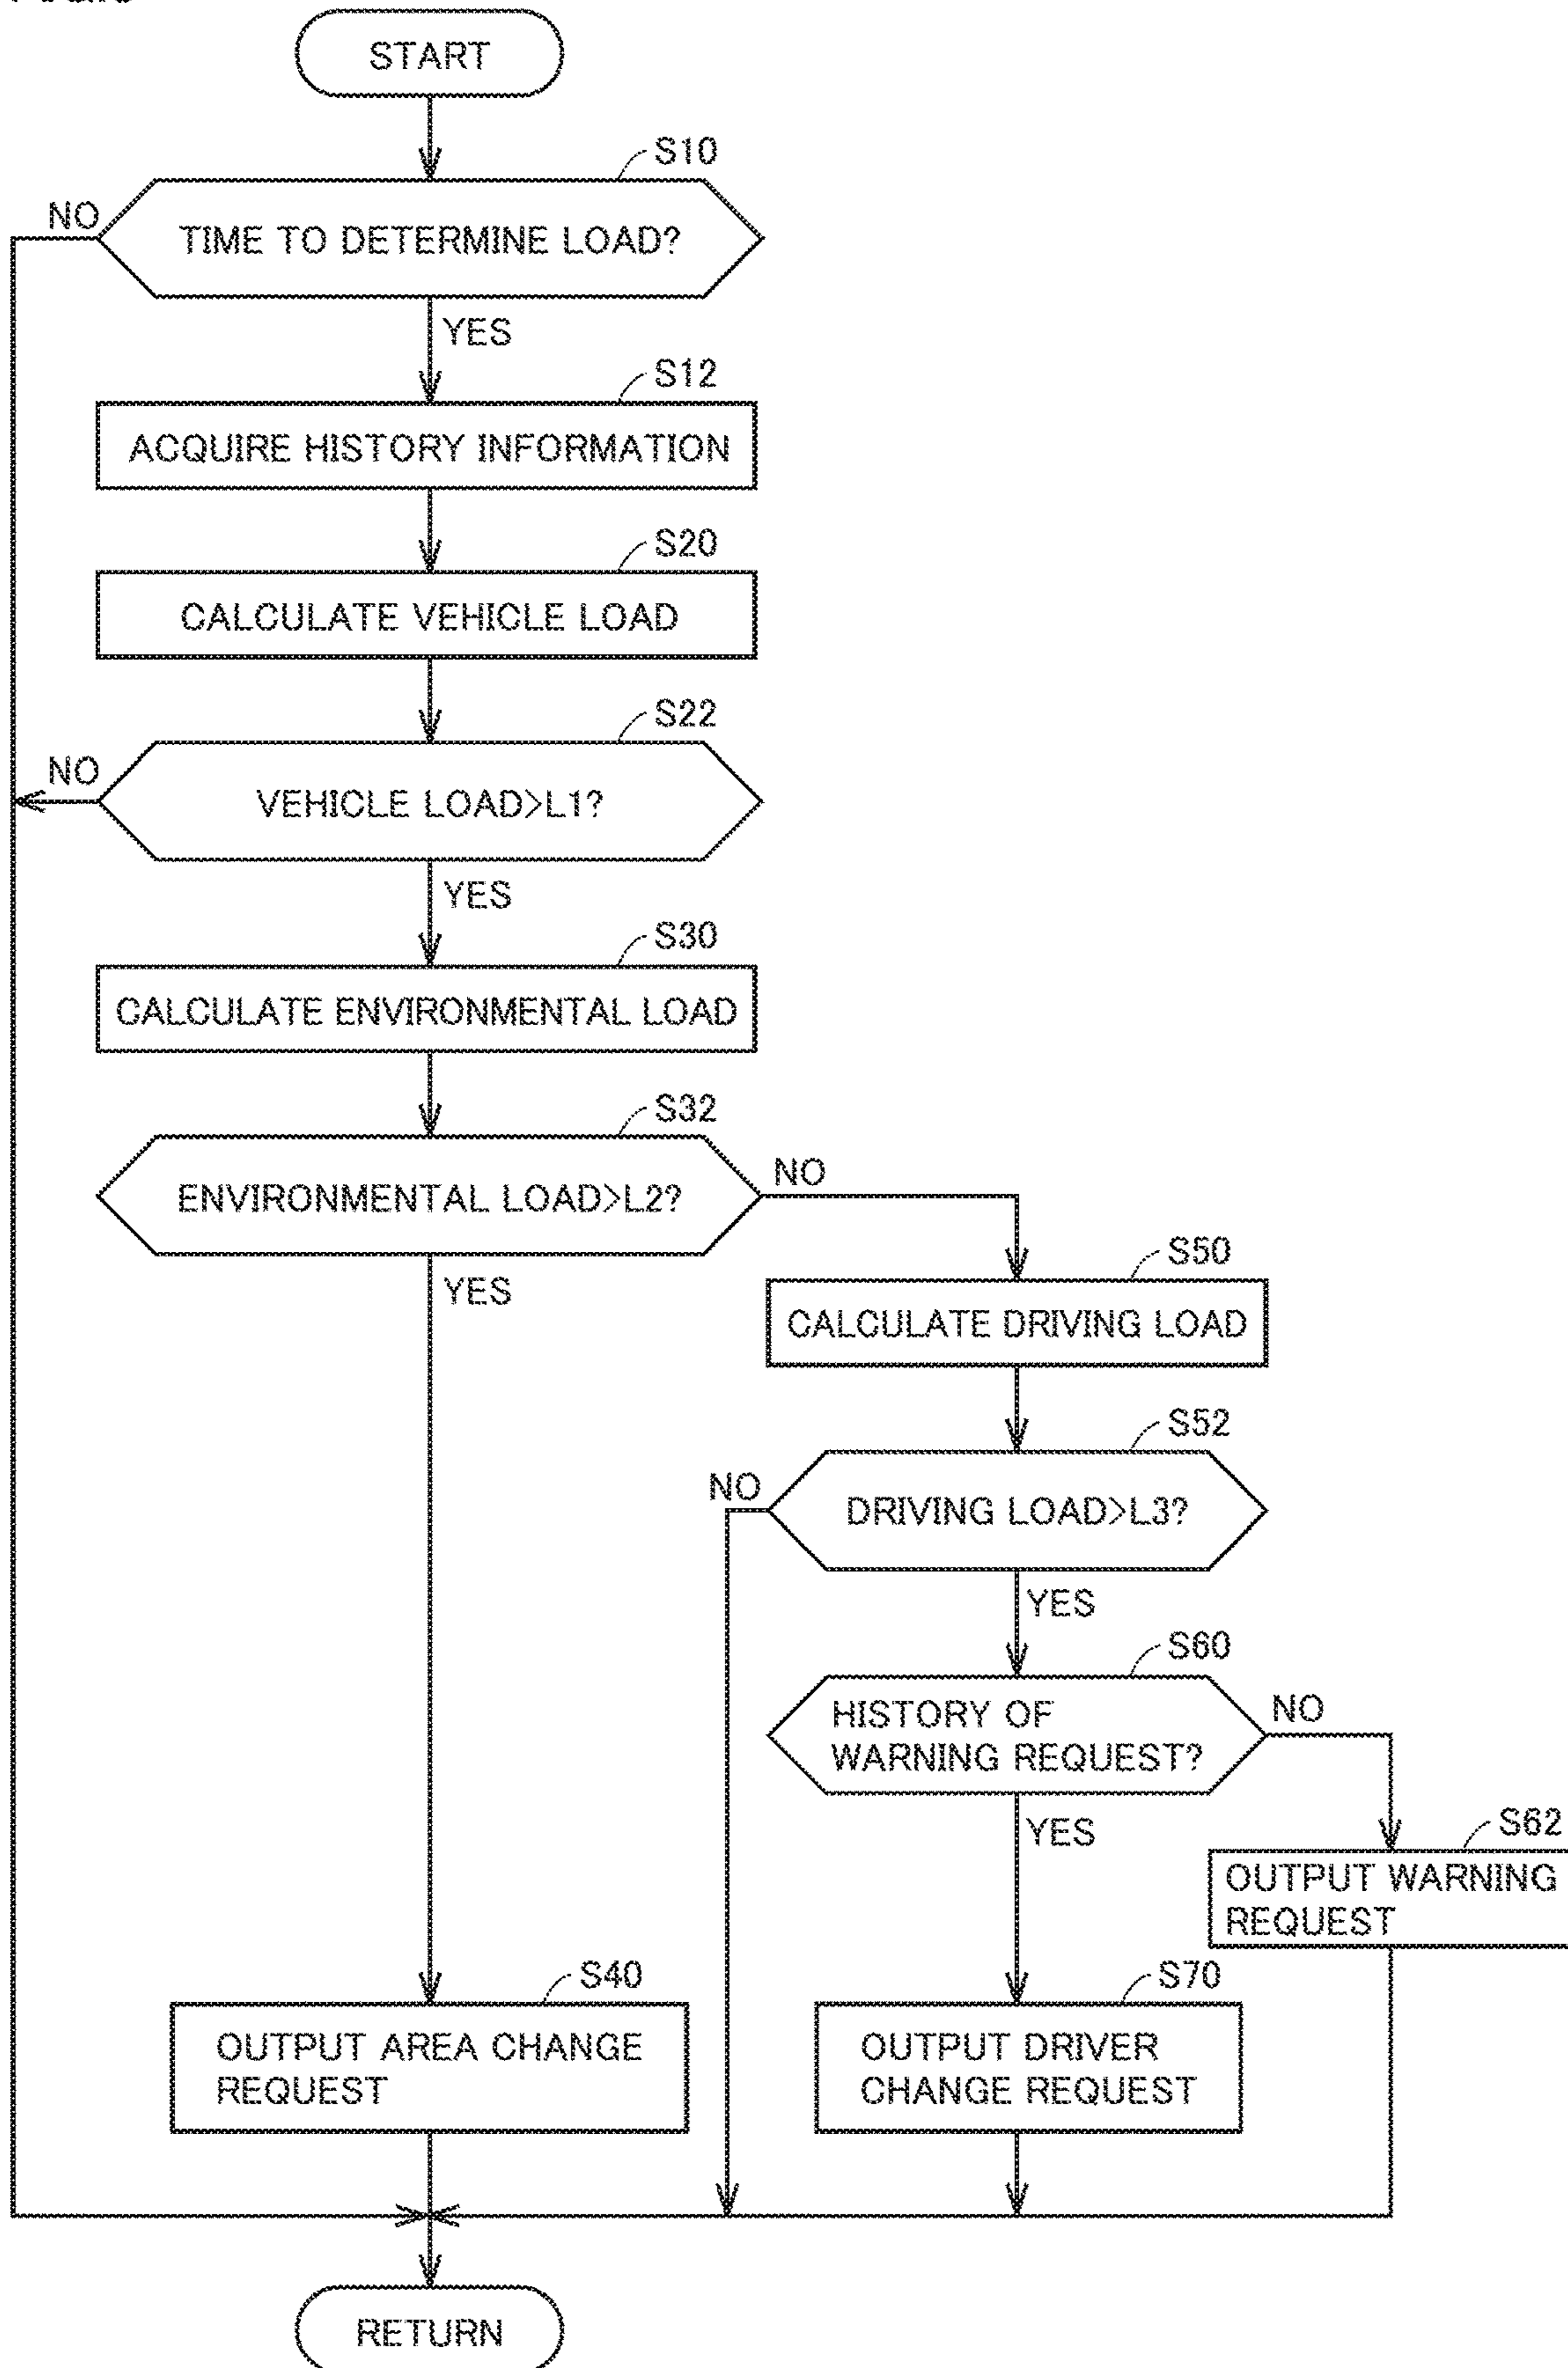 START
S10
NO
TIME TO DETERMINE LOAD?
YES
S12
ACQUIRE HISTORY INFORMATION
S20
CALCULATE VEHICLE LOAD
S22
NO
VEHICLE LOAD>L1?
YES
S30
CALCULATE ENVIRONMENTAL LOAD
S32
ENVIRONMENTAL LOAD>L2?
NO
YES
S50
CALCULATE DRIVING LOAD
S52
NO
DRIVING LOAD>L3?
YES
S60
HISTORY OF
WARNING REQUEST?
NO
YES
S62
OUTPUT WARNING
REQUEST
S40
OUTPUT AREA CHANGE
REQUEST
S70
OUTPUT DRIVER
CHANGE REQUEST
RETURN